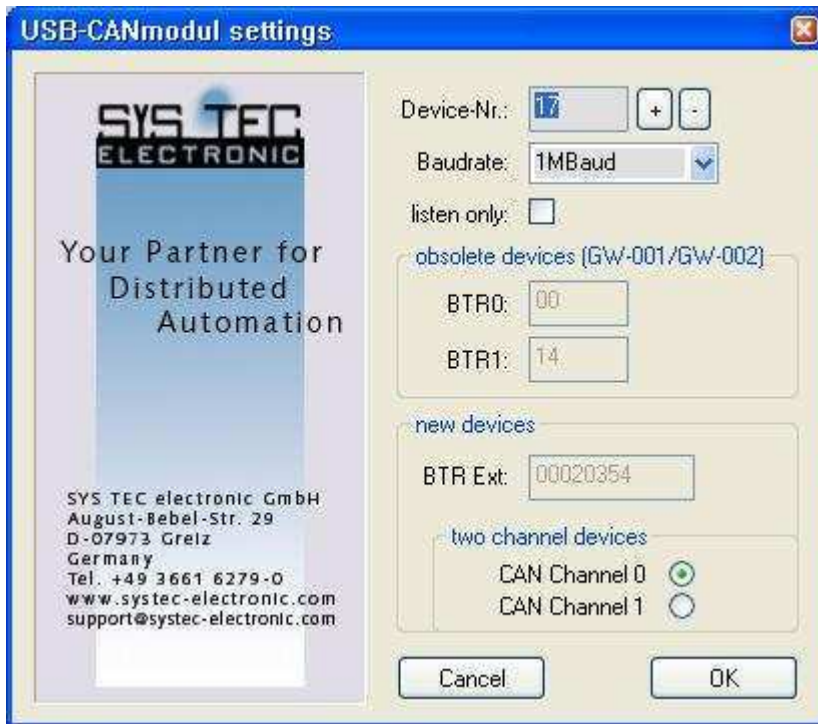 USB-CANmodul settings
SYS TEC
ELECTRONIC
Your Partner for
Distributed
Automation
SYS TEC electronic GmbH
August-Bebel-Str. 29
D-07973 Greiz
Germany
Tel. +49 3661 6279-0
www.systec-electronic.com
support@systec-electronic.com
Device-Nr.: 17 + -
Baudrate: 1MBaud
listen only:
obsolete devices (GW-001/GW-002)
BTR0: 00
BTR1: 14
new devices
BTR Ext: 00020354
two channel devices
CAN Channel 0
CAN Channel 1
Cancel OK